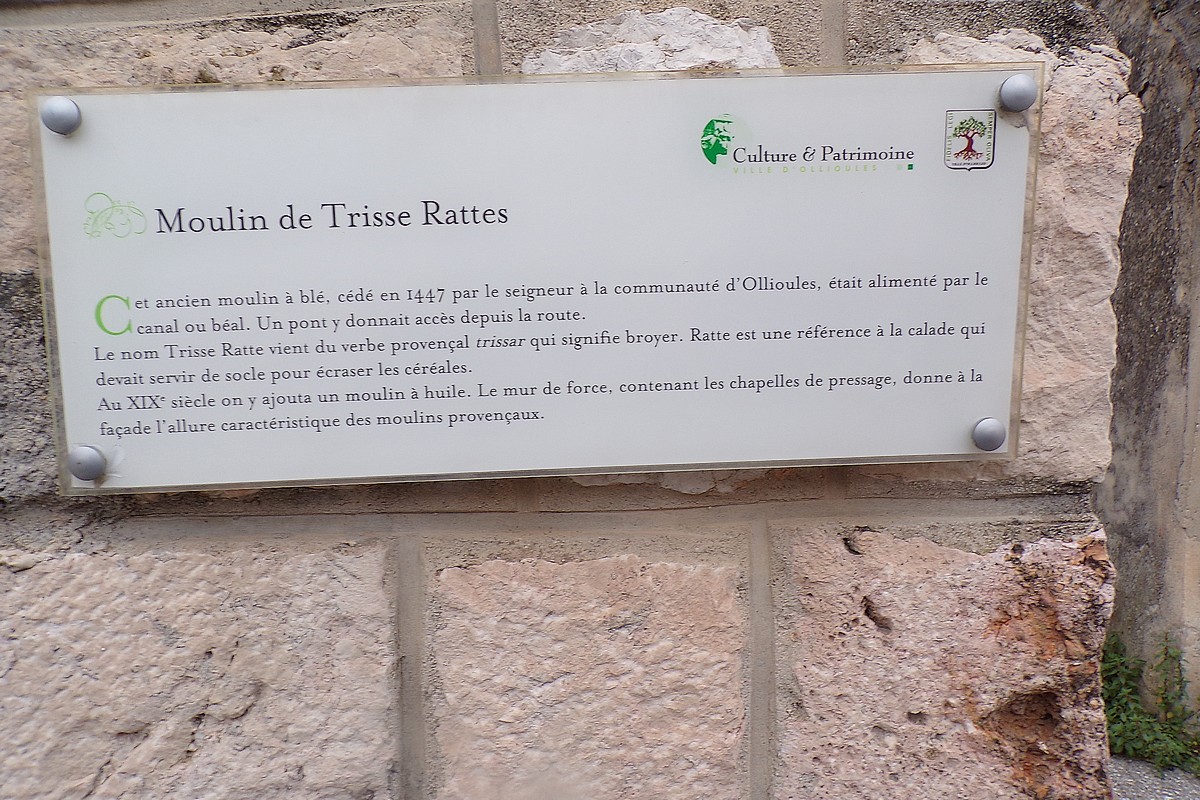 Culture & Patrimoine
VILLE D'OLLIOULES
FIDELIS LEGI
SEMPER OLIVA
Moulin de Trisse Rattes
Cet ancien moulin à blé, cédé en 1447 par le seigneur à la communauté d'Ollioules, était alimenté par le
canal ou béal. Un pont y donnait accès depuis la route.
Le nom Trisse Ratte vient du verbe provençal trissar qui signifie broyer. Ratte est une référence à la calade qui
devait servir de socle pour écraser les céréales.
Au XIXe siècle on y ajouta un moulin à huile. Le mur de force, contenant les chapelles de pressage, donne à la
façade l'allure caractéristique des moulins provençaux.